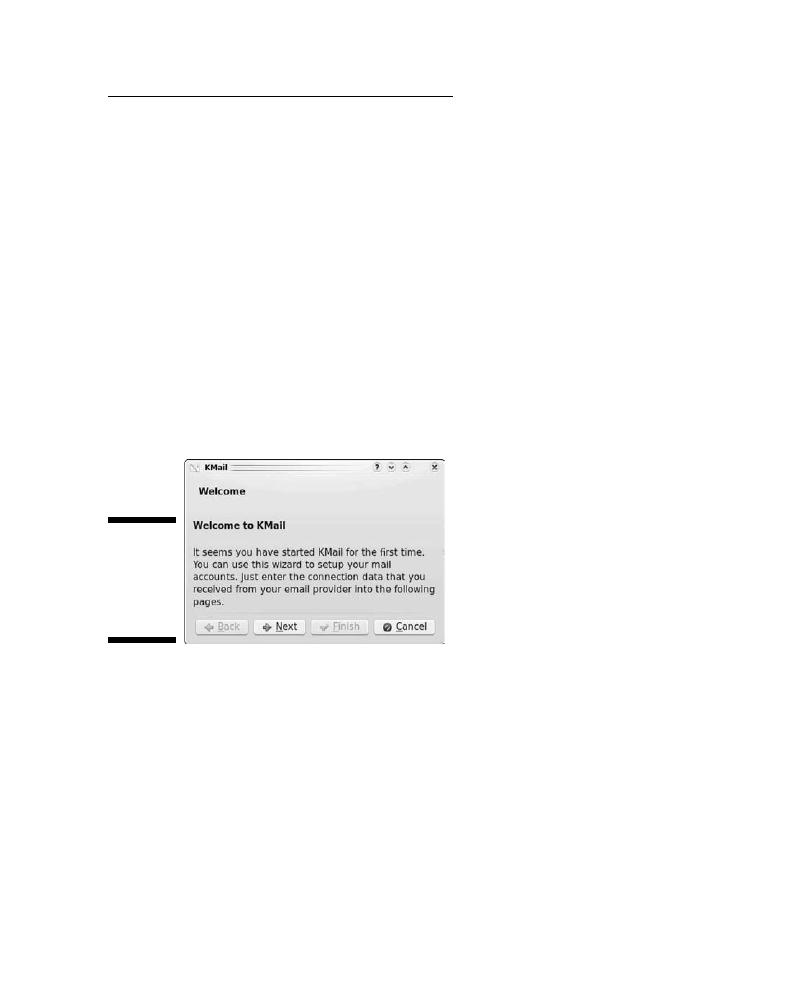 KMail
Welcome
Welcome to KMail
It seems you have started KMail for the first time.
You can use this wizard to setup your mail
accounts. Just enter the connection data that you
received from your email provider into the following
pages.
Back Next Finish Cancel